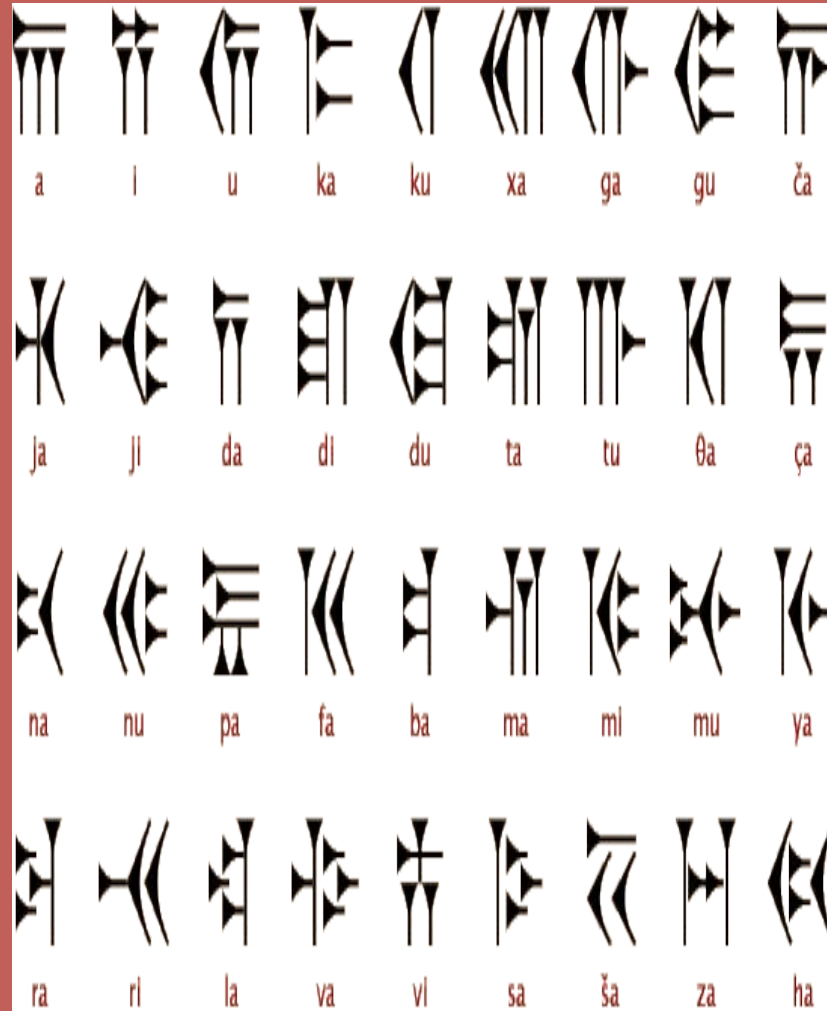 𐎠 𐎡 𐎢 𐎣 𐎤 𐎧 𐎥 𐎦 𐎨
a i u ka ku xa ga gu ča
𐎩 𐎪 𐎭 𐎮 𐎯 𐎫 𐎬 𐎰 𐏂
ja ji da di du ta tu θa ça
𐎴 𐎵 𐎱 𐎳 𐎲 𐎶 𐎷 𐎸 𐎹
na nu pa fa ba ma mi mu ya
𐎼 𐎽 𐎾 𐎺 𐎻 𐎿 𐏁 𐏀 𐏃
ra ri la va vi sa ša za ha